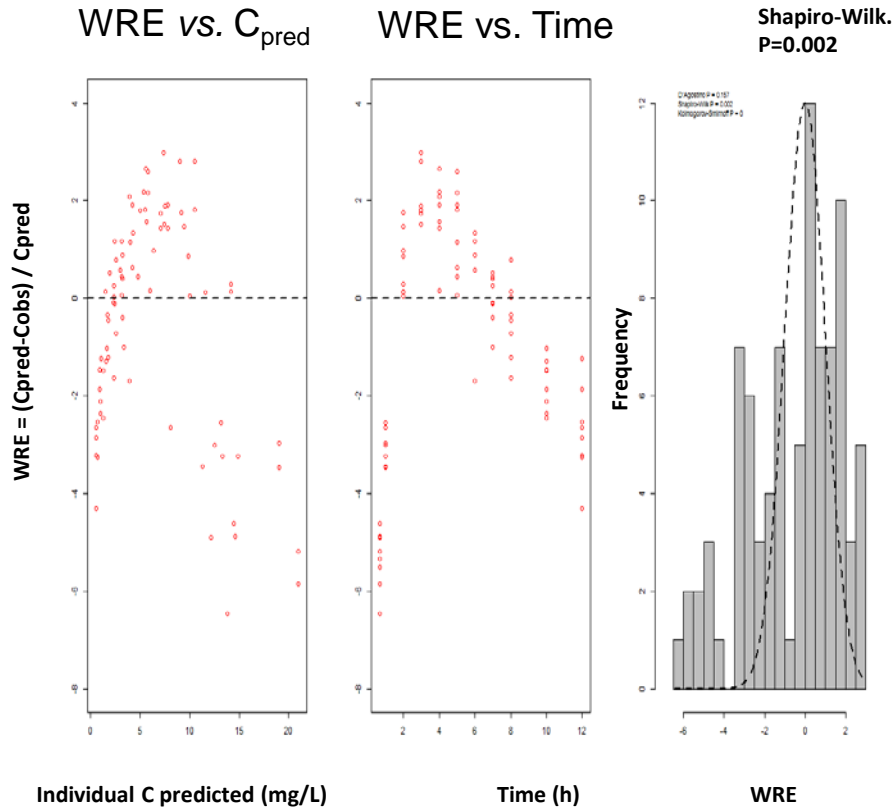 WRE vs. Cpred
WRE vs. Time
Shapiro-Wilk.
P=0.002
WRE = (Cpred-Cobs) / Cpred
4
2
0
-2
-4
-6
-8
0 5 10 15 20
Individual C predicted (mg/L)
4
2
0
-2
-4
-6
-8
2 4 6 8 10 12
Time (h)
D'Agostino P = 0.167
Shapiro-Wilk P = 0.002
Kolmogorov-Smirnoff P = 0
Frequency
12
10
8
6
4
2
0
-6 -4 -2 0 2
WRE